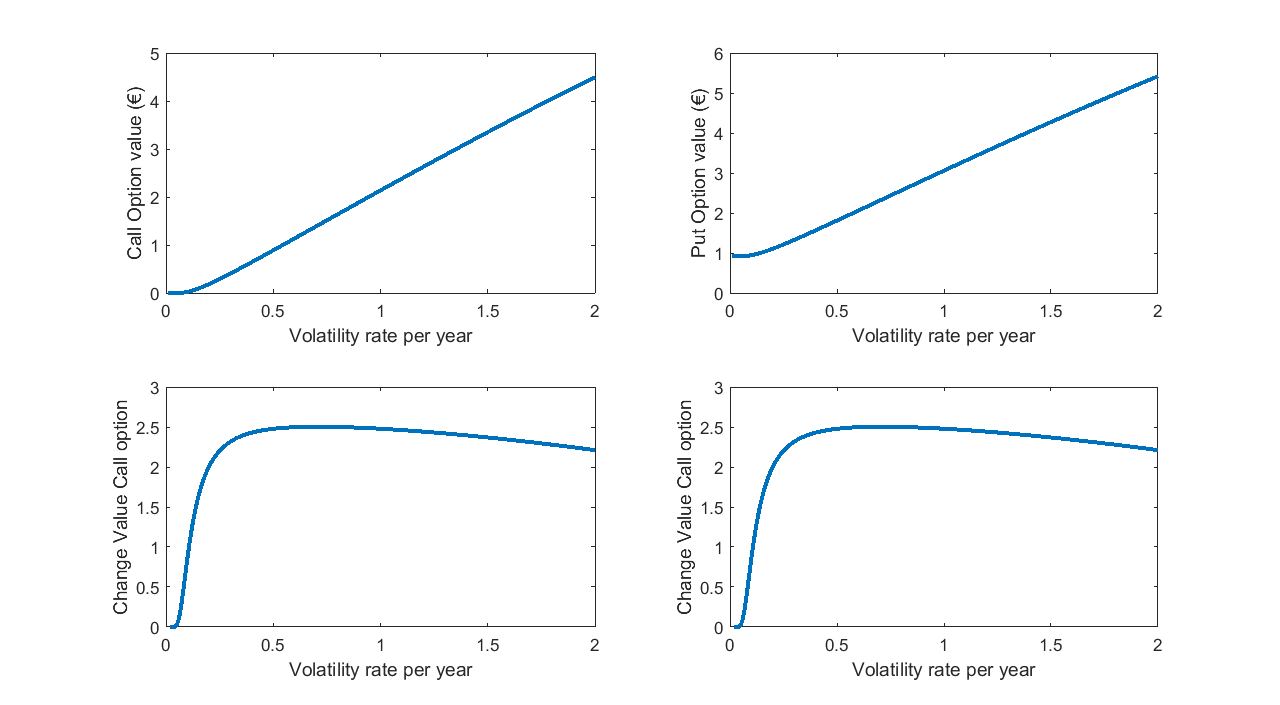 5
4
3
2
1
0
Call Option value (€)
0 0.5 1 1.5 2
Volatility rate per year
6
5
4
3
2
1
0
Put Option value (€)
0 0.5 1 1.5 2
Volatility rate per year
3
2.5
2
1.5
1
0.5
0
Change Value Call option
0 0.5 1 1.5 2
Volatility rate per year
3
2.5
2
1.5
1
0.5
0
Change Value Call option
0 0.5 1 1.5 2
Volatility rate per year